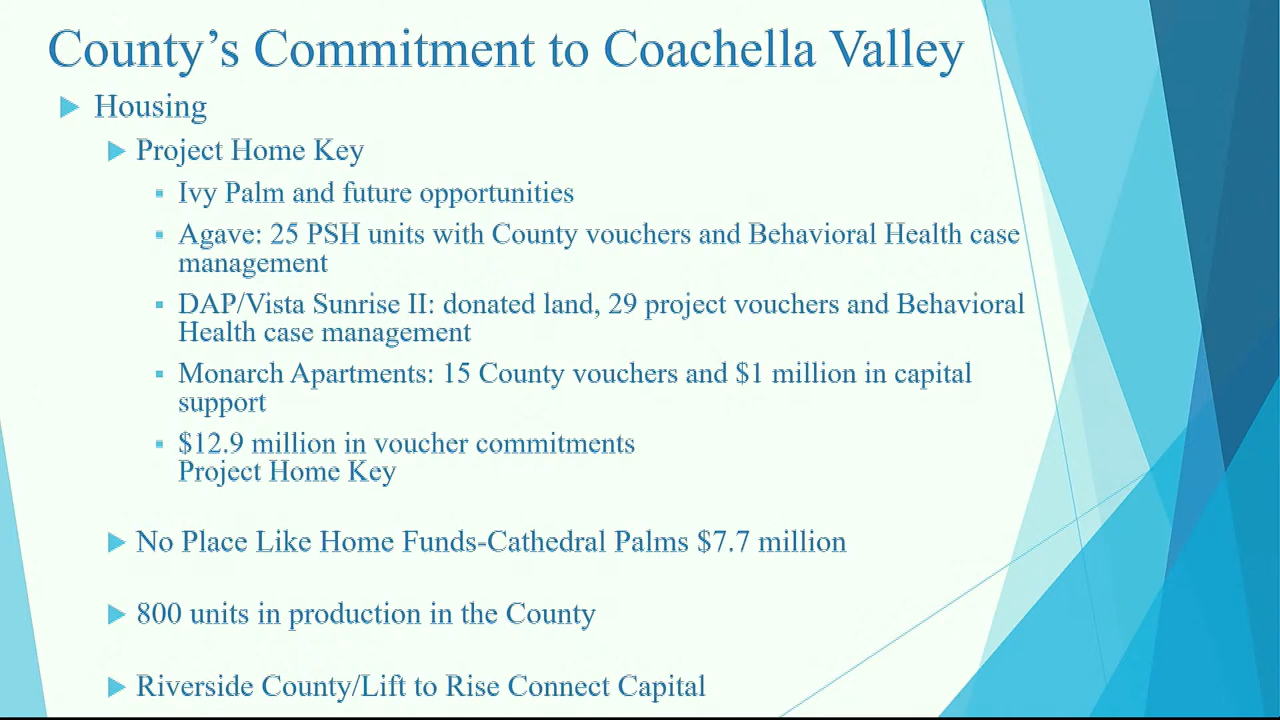 County’s Commitment to Coachella Valley
Housing
Project Home Key
Ivy Palm and future opportunities
Agave: 25 PSH units with County vouchers and Behavioral Health case
management
DAP/Vista Sunrise II: donated land, 29 project vouchers and Behavioral
Health case management
Monarch Apartments: 15 County vouchers and $1 million in capital
support
$12.9 million in voucher commitments
Project Home Key
No Place Like Home Funds-Cathedral Palms $7.7 million
800 units in production in the County
Riverside County/Lift to Rise Connect Capital